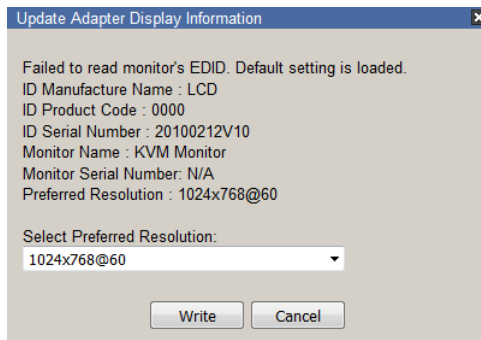 Update Adapter Display Information
Failed to read monitor's EDID. Default setting is loaded.
ID Manufacture Name : LCD
ID Product Code : 0000
ID Serial Number : 20100212V10
Monitor Name : KVM Monitor
Monitor Serial Number: N/A
Preferred Resolution : 1024x768@60
Select Preferred Resolution:
1024x768@60
Write Cancel